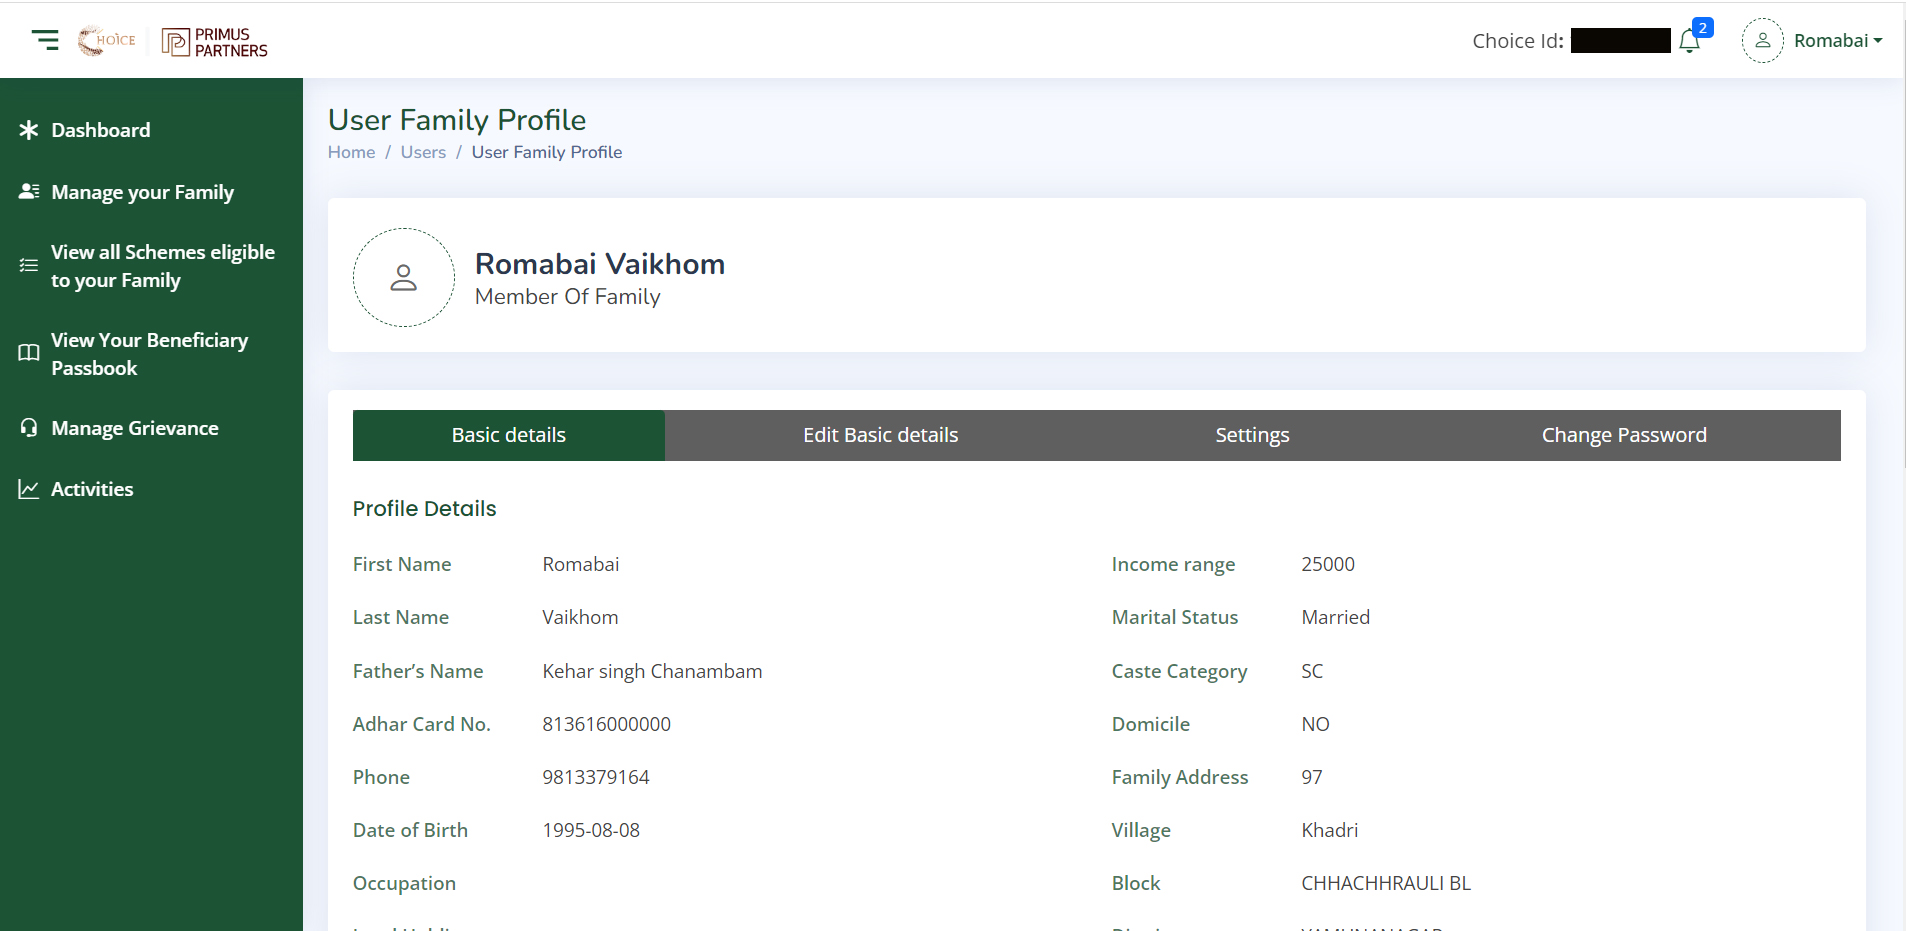 CHOICE
PRIMUS
PARTNERS
Choice Id:
2
Romabai
Dashboard
Manage your Family
View all Schemes eligible
to your Family
View Your Beneficiary
Passbook
Manage Grievance
Activities
User Family Profile
Home / Users / User Family Profile
Romabai Vaikhom
Member Of Family
Basic details
Edit Basic details
Settings
Change Password
Profile Details
First Name Romabai
Last Name Vaikhom
Father's Name Kehar singh Chanambam
Adhar Card No. 813616000000
Phone 9813379164
Date of Birth 1995-08-08
Occupation
Income range 25000
Marital Status Married
Caste Category SC
Domicile NO
Family Address 97
Village Khadri
Block CHHACHHRAULI BL